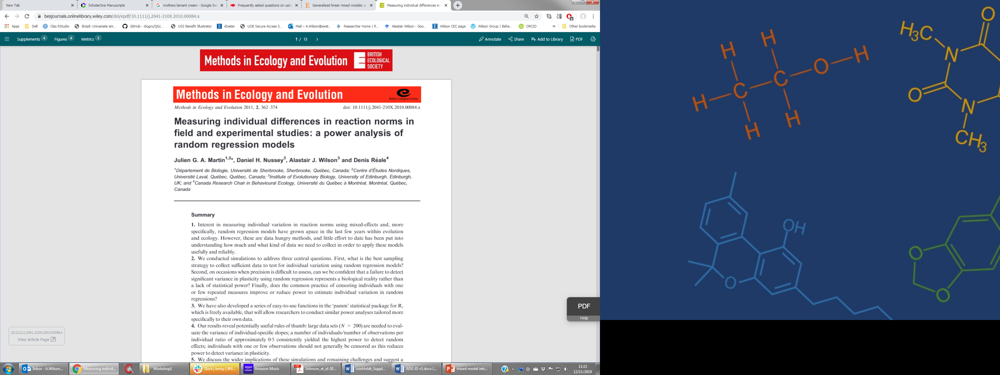 New Tab
ScholarOne Manuscripts
mothers lament cream - Google Sea
Frequently asked questions on using
Generalized linear mixed models: a
Measuring individual differences in
besjournals.onlinelibrary.wiley.com/doi/epdf/10.1111/j.2041-210X.2010.00084.x
3
Apps
Dell
Cles RStudio
Brazil: Univariate ani...
GitHub - diogro/QGc...
USS Benefit Illustrator
iExeter
UOE Secure Access S...
Mail – A.Wilson@exet...
Researcher Home | R...
Alastair Wilson - Goo...
Wilson CEC page
Wilson Group | Beha...
ORCID
»
Other bookmarks
Supplements 4
Figures 4
Metrics 3
1 / 13
Annotate
Share
Add to Library
PDF
Methods in Ecology and Evolution
BRITISH
ECOLOGICAL
SOCIETY
Methods in Ecology and Evolution
British Ecological Society
Methods in Ecology and Evolution 2011, 2, 362–374
doi: 10.1111/j.2041-210X.2010.00084.x
Measuring individual differences in reaction norms in
field and experimental studies: a power analysis of
random regression models
Julien G. A. Martin1,2*, Daniel H. Nussey3, Alastair J. Wilson3 and Denis Réale4
1Département de Biologie, Université de Sherbrooke, Sherbrooke, Québec, Canada; 2Centre d'Études Nordiques,
Université Laval, Québec, Québec, Canada; 3Institute of Evolutionary Biology, University of Edinburgh, Edinburgh,
UK; and 4Canada Research Chair in Behavioural Ecology, Université du Québec à Montréal, Montréal, Québec,
Canada
Summary
1. Interest in measuring individual variation in reaction norms using mixed-effects and, more
specifically, random regression models have grown apace in the last few years within evolution
and ecology. However, these are data hungry methods, and little effort to date has been put into
understanding how much and what kind of data we need to collect in order to apply these models
usefully and reliably.
2. We conducted simulations to address three central questions. First, what is the best sampling
strategy to collect sufficient data to test for individual variation using random regression models?
Second, on occasions when precision is difficult to assess, can we be confident that a failure to detect
significant variance in plasticity using random regression represents a biological reality rather than
a lack of statistical power? Finally, does the common practice of censoring individuals with one
or few repeated measures improve or reduce power to estimate individual variation in random
regressions?
3. We have also developed a series of easy-to-use functions in the 'pamm' statistical package for R,
which is freely available, that will allow researchers to conduct similar power analyses tailored more
specifically to their own data.
4. Our results reveal potentially useful rules of thumb: large data sets (N > 200) are needed to eval-
uate the variance of individual-specific slopes; a number of individuals/number of observations per
individual ratio of approximately 0·5 consistently yielded the highest power to detect random
effects; individuals with one or few observations should not generally be censored as this reduces
power to detect variance in plasticity.
5. We discuss the wider implications of these simulations and remaining challenges and suggest a
10.1111/j.2041-210X.2010.00084.x
View Article Page
PDF
Help
Inbox - A.Wilson...
Measuring individ...
Workshop1
Slack | lenny | Wil...
amazon music
Amazon Music
Johnson_et_al-20...
vonHoldt_Suppl...
ADG JD v3.docx (...
mixed model intr...
11:15
12/11/2019
H
H
H
O
C
C
H
H
H
H3C
O
N
O
N
CH3
OH
O
O
O